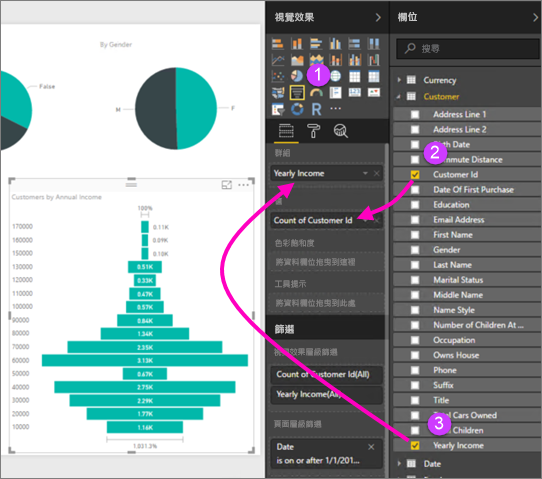 By Gender
False
M
F
Customers by Annual Income
100%
170000
0.11K
160000
0.09K
150000
0.10K
130000
0.51K
120000
0.33K
110000
0.47K
100000
0.57K
90000
0.84K
80000
1.34K
70000
2.35K
60000
3.13K
50000
0.67K
40000
2.75K
30000
2.29K
20000
1.77K
10000
1.16K
1,031.3%
視覺效果
1
R
群組
Yearly Income
值
Count of Customer Id
色彩飽和度
將資料欄位拖曳到這裡
工具提示
將資料欄位拖曳到此處
篩選
視覺效果層級篩選
Count of Customer Id(All)
Yearly Income(All)
頁面層級篩選
Date
is on or after 1/1/201...
欄位
搜尋
Currency
Customer
Address Line 1
Address Line 2
Date
2
Commute Distance
Customer Id
Date Of First Purchase
Education
Email Address
First Name
Gender
Last Name
Marital Status
Middle Name
Name Style
Number of Children At ...
Occupation
Owns House
Phone
Suffix
Title
Cars Owned
3
Children
Yearly Income
Date